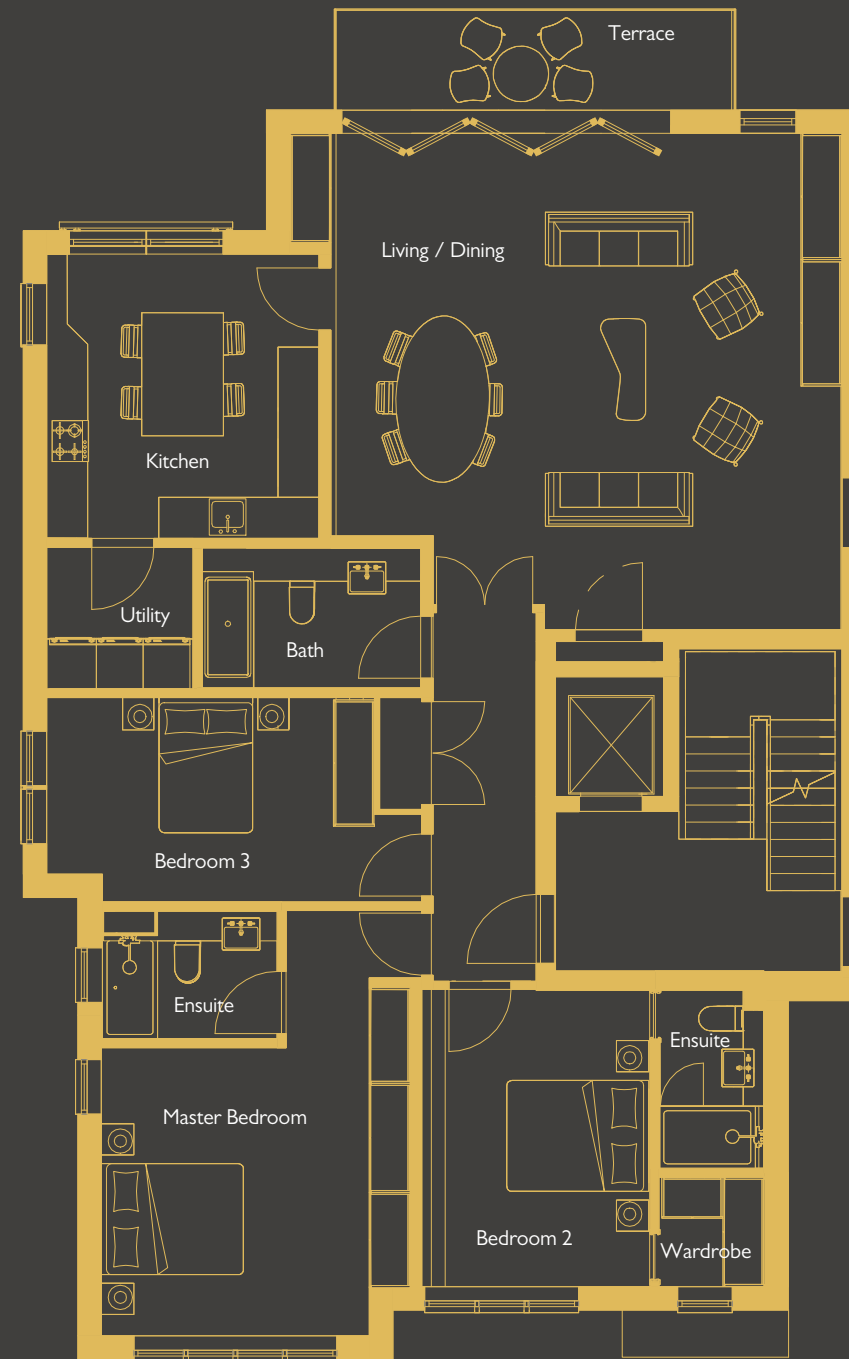 Terrace
Living / Dining
Kitchen
Utility
Bath
Bedroom 3
Ensuite
Ensuite
Master Bedroom
Bedroom 2
Wardrobe